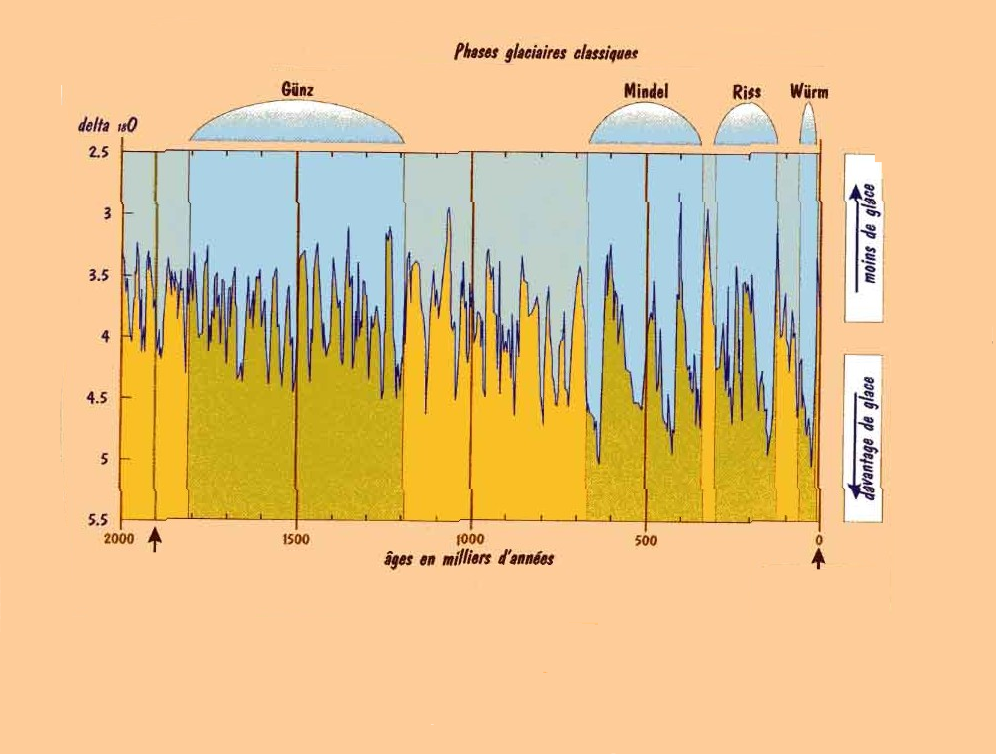 Phases glaciaires classiques
Günz
Mindel
Riss
Würm
delta 18O
2.5
3
3.5
4
4.5
5
5.5
moins de glace
davantage de glace
2000
1500
1000
500
0
âges en milliers d'années